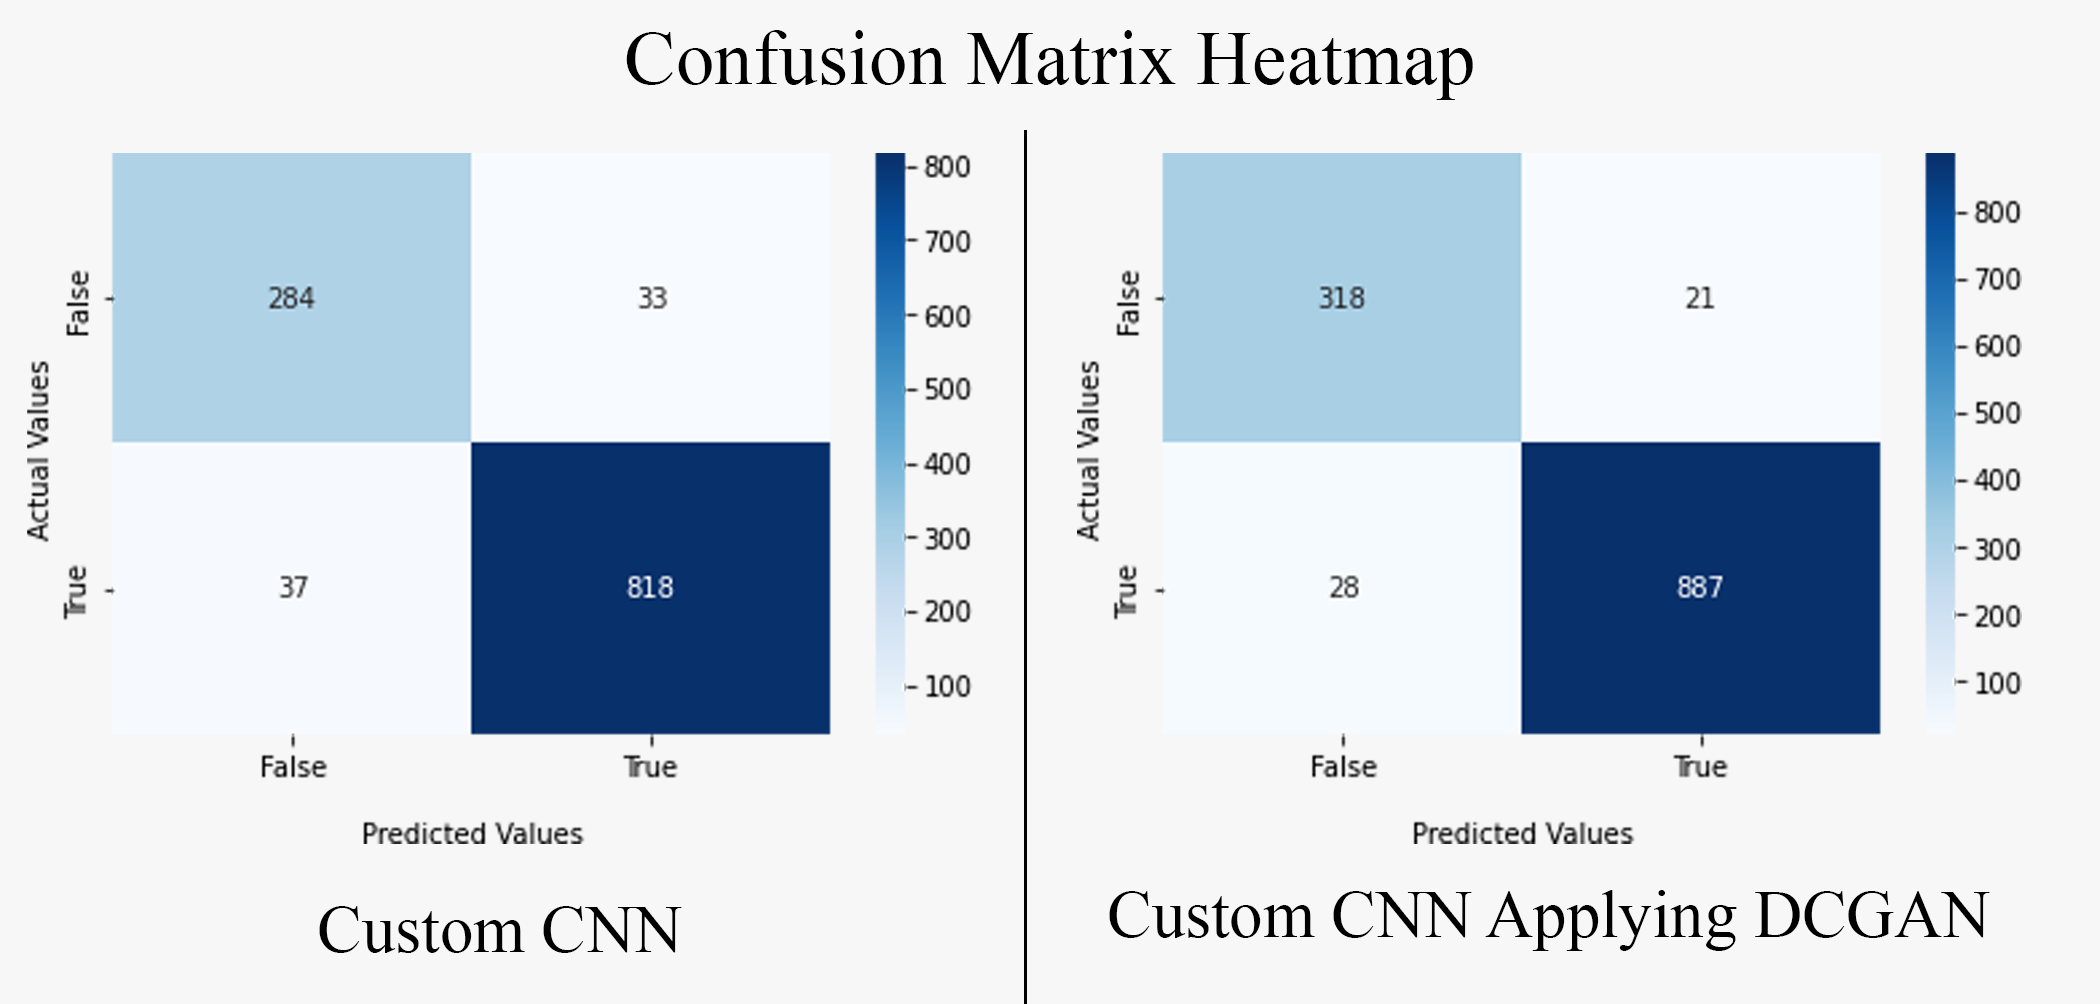 Confusion Matrix Heatmap
Actual Values
False
True
284
33
37
818
False
True
Predicted Values
800
700
600
500
400
300
200
100
Custom CNN
Actual Values
False
True
318
21
28
887
False
True
Predicted Values
800
700
600
500
400
300
200
100
Custom CNN Applying DCGAN